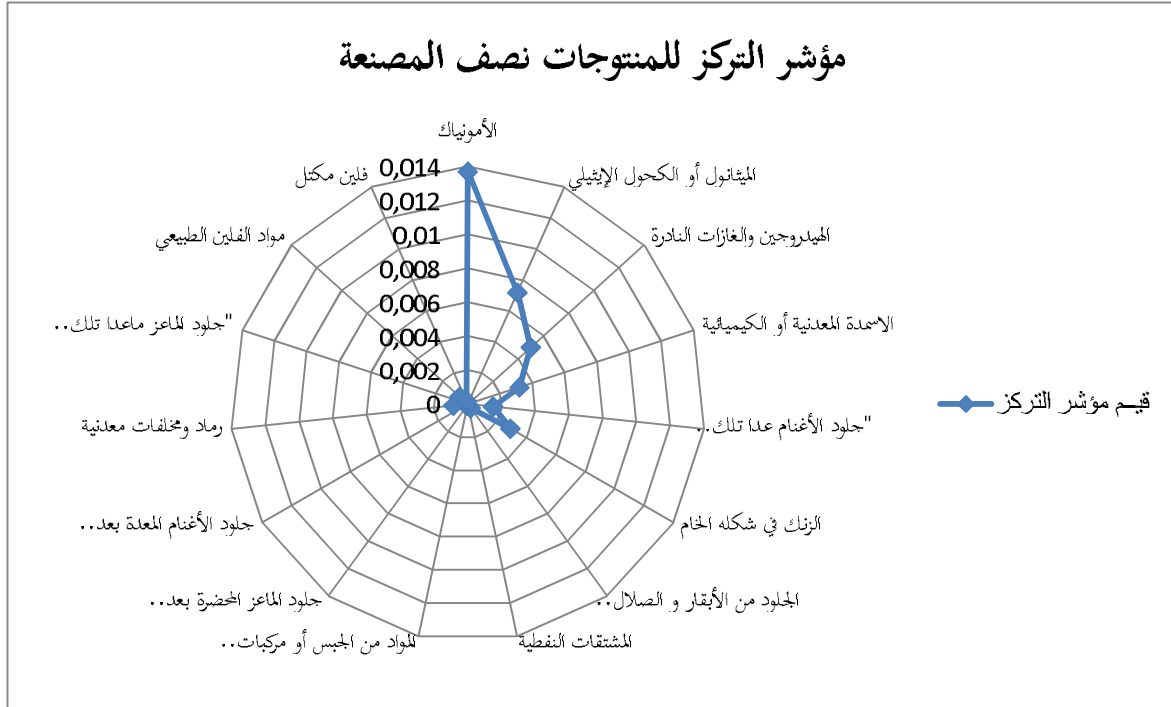 مؤشر التركز للمنتوجات نصف المصنعة
الأمونياك
الميثانول أو الكحول الإيثيلي
الهيدروجين والغازات النادرة
الاسمدة المعدنية أو الكيميائية
"جلود الأغنام عدا تلك..
الزنك في شكله الخام
الجلود من الأبقار و الصلال..
المشتقات النفطية
المواد من الجبس أو مركبات..
جلود الماعز المحضرة بعد..
جلود الأغنام المعدة بعد..
رماد ومخلفات معدنية
"جلود الماعز ماعدا تلك..
مواد الفلين الطبيعي
فلين مكتل
0,014
0,012
0,01
0,008
0,006
0,004
0,002
0
قيم مؤشر التركز